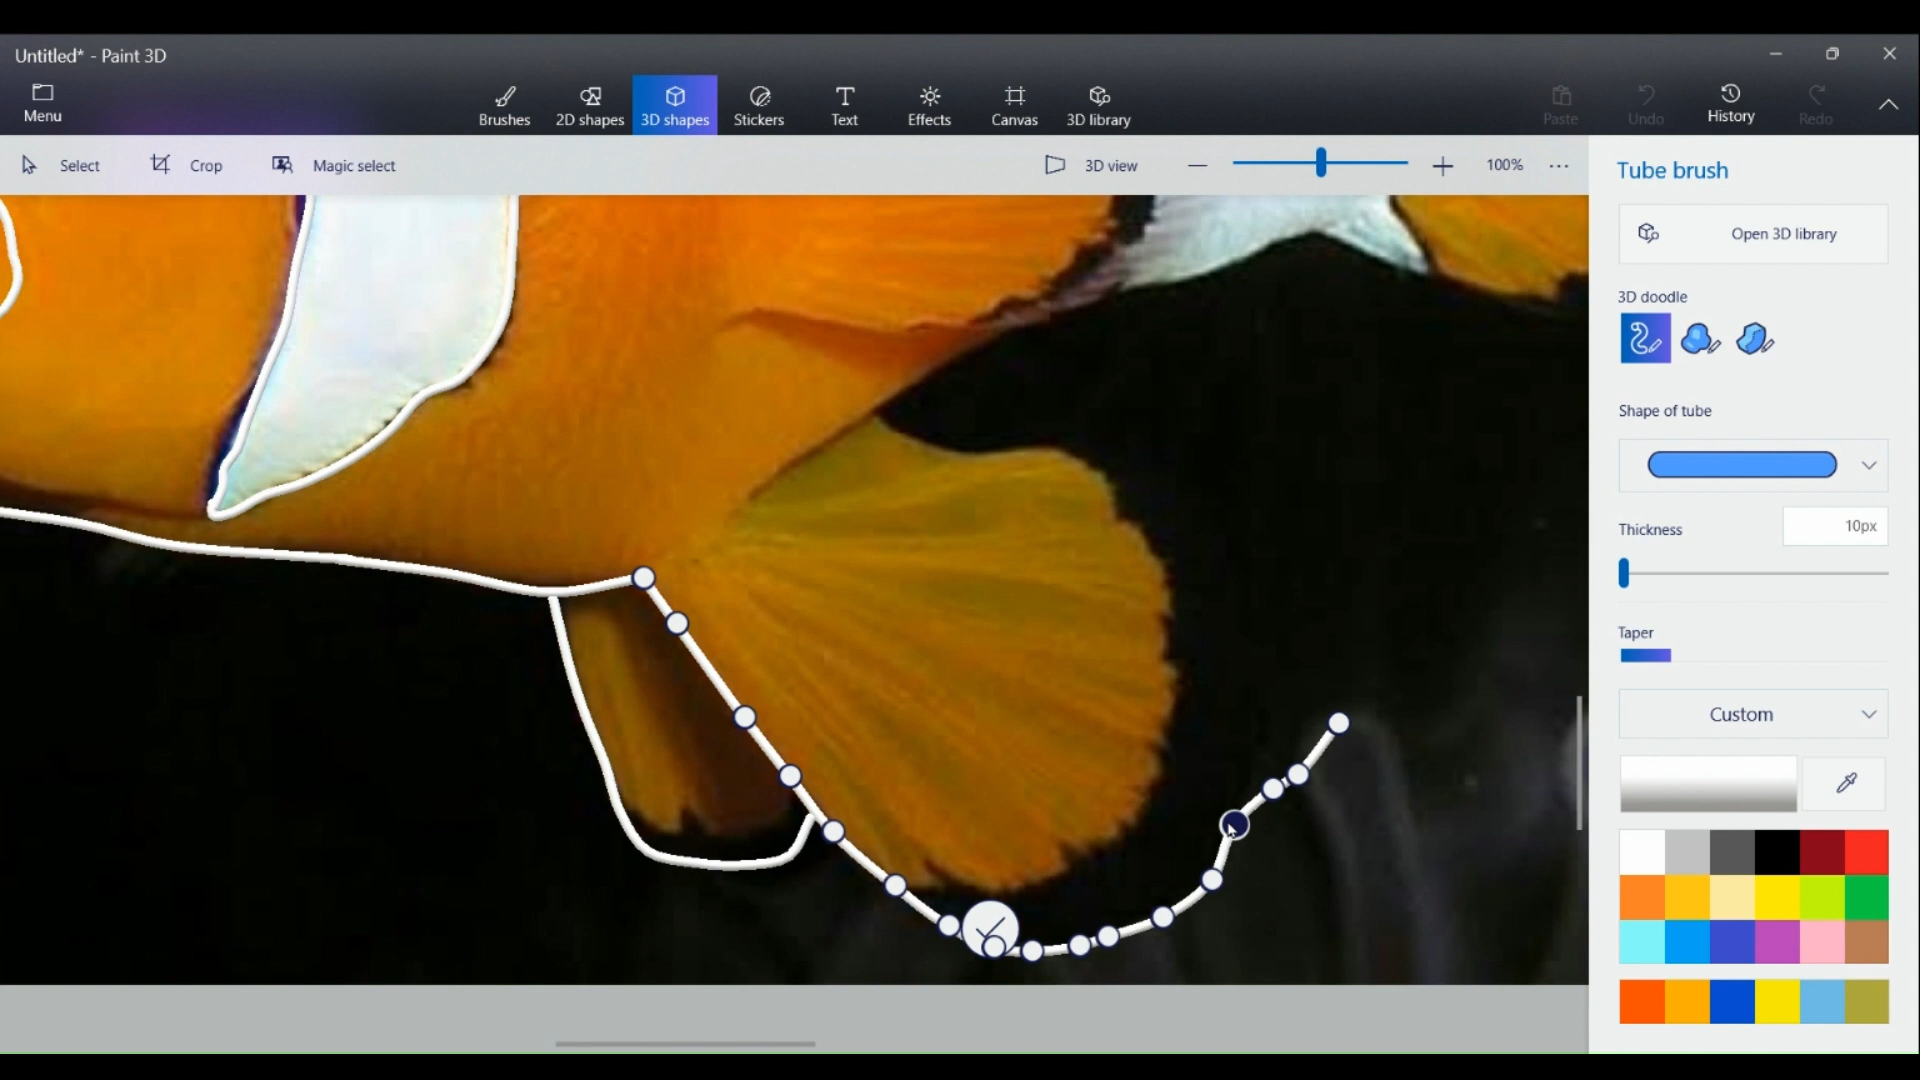 Untitled* - Paint 3D
Menu
Brushes
2D shapes
3D shapes
Stickers
Text
Effects
Canvas
3D library
Paste
Undo
History
Redo
Select
Crop
Magic select
3D view
100%
Tube brush
Open 3D library
3D doodle
Shape of tube
Thickness
10px
Taper
Custom